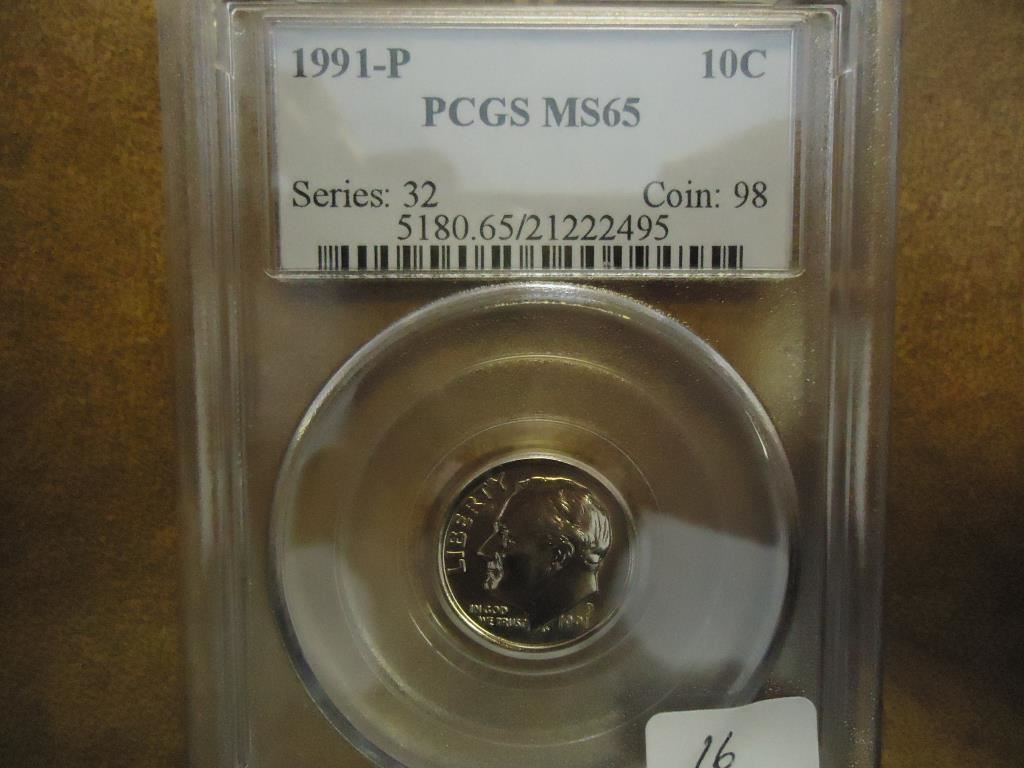 1991-P 10C
PCGS MS65
Series: 32 Coin: 98
5180.65/21222495
LIBERTY
IN GOD
WE TRUST
P
1991
16